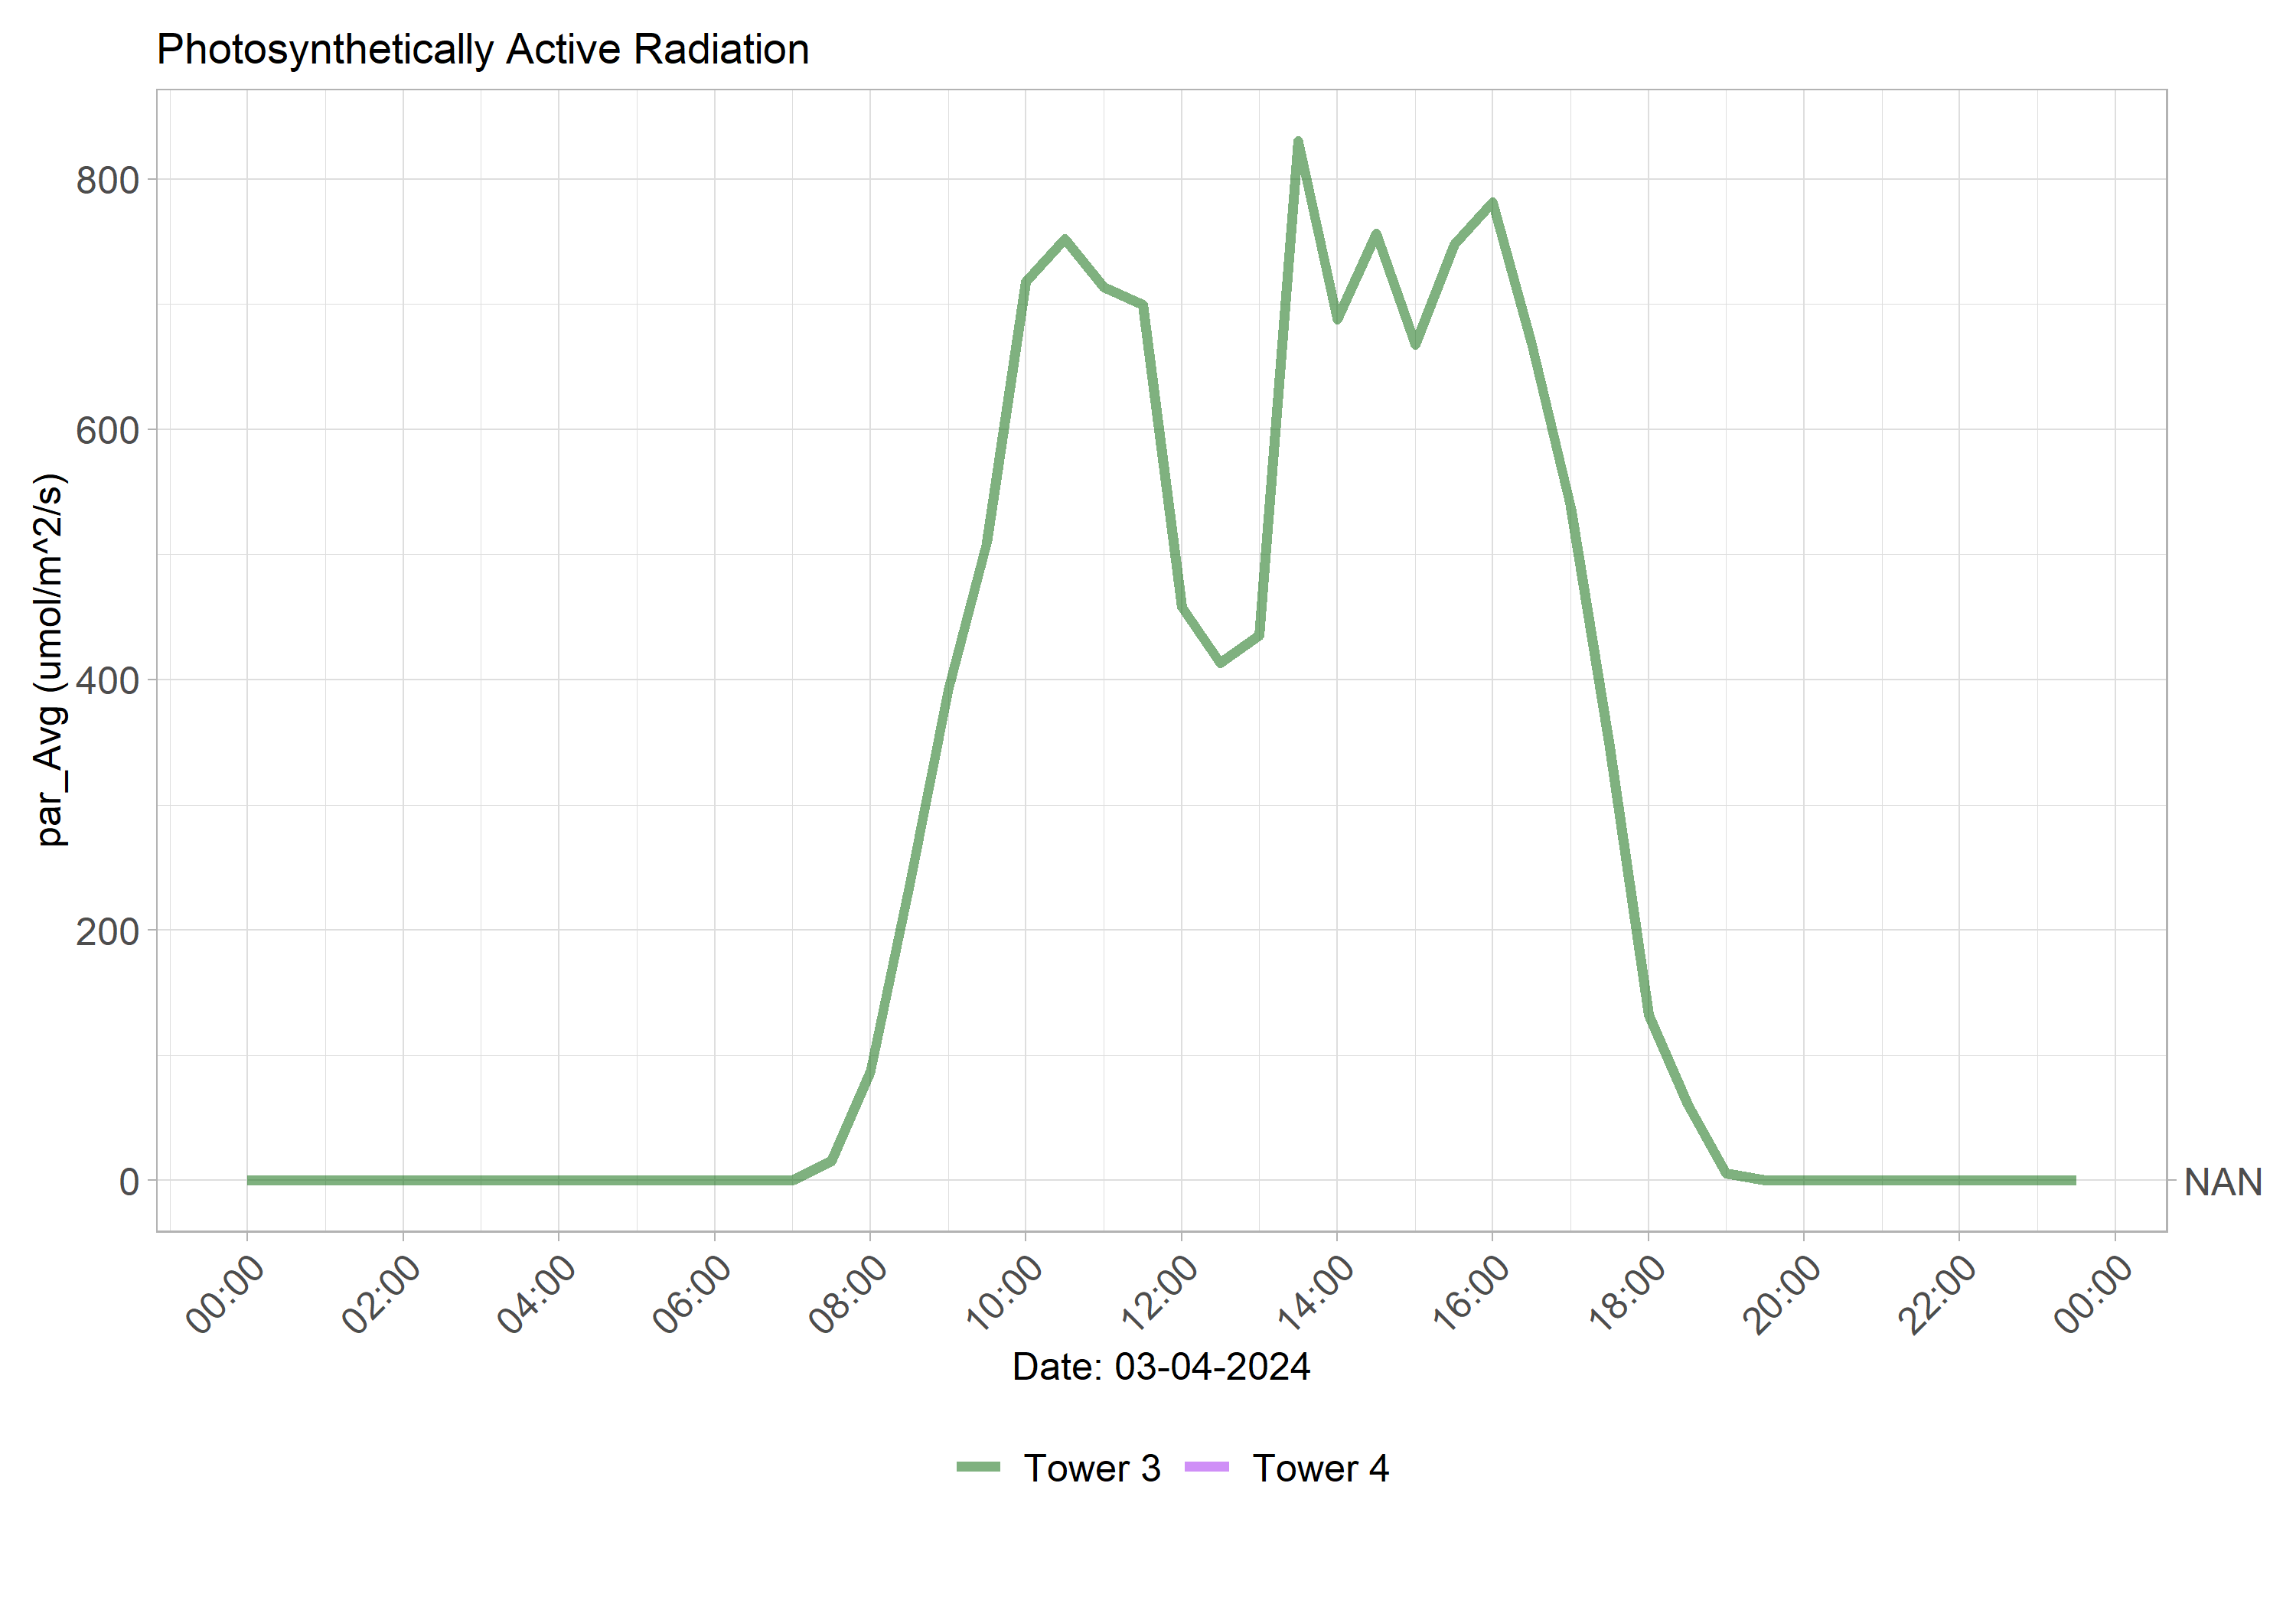 Photosynthetically Active Radiation
par_Avg (umol/m^2/s)
800
600
400
200
0
NAN
00:00 02:00 04:00 06:00 08:00 10:00 12:00 14:00 16:00 18:00 20:00 22:00 00:00
Date: 03-04-2024
Tower 3 Tower 4